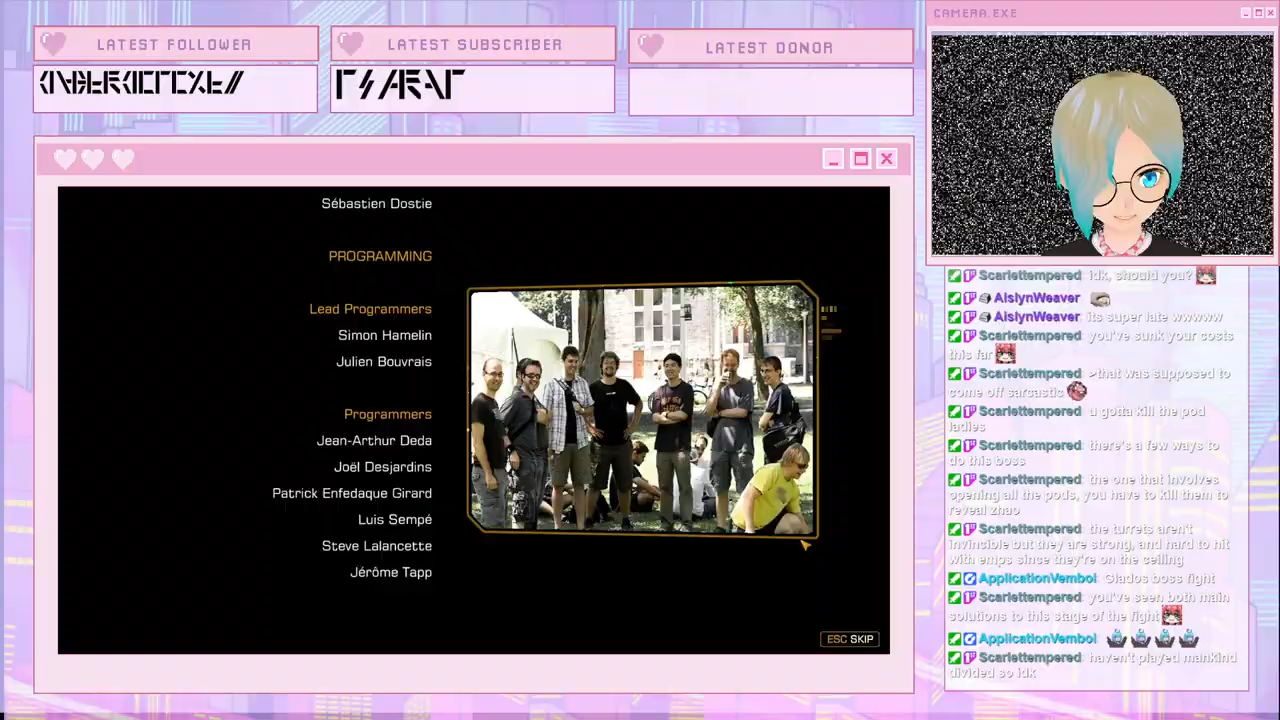 LATEST FOLLOWER
LATEST SUBSCRIBER
LATEST DONOR
CAMERA.EXE
Sébastien Dostie
PROGRAMMING
Lead Programmers
Simon Hamelin
Julien Bouvrais
Programmers
Jean-Arthur Deda
Joël Desjardins
Patrick Enfedaque Girard
Luis Sempé
Steve Lalancette
Jérôme Tapp
ESC SKIP
Scarlettempered idk, should you?
AislynWeaver
AislynWeaver its super late wwwww
Scarlettempered you've sunk your costs
this far
Scarlettempered >that was supposed to
come off sarcastic
Scarlettempered u gotta kill the pod
ladies
Scarlettempered there's a few ways to
do this boss
Scarlettempered the one that involves
opening all the pods, you have to kill them to
reveal zhao
Scarlettempered the turrets aren't
invincible but they are strong, and hard to hit
with emps since they're on the ceiling
ApplicationVembol Glados boss fight
Scarlettempered you've seen both main
solutions to this stage of the fight
ApplicationVembol
Scarlettempered haven't played mankind
divided so idk